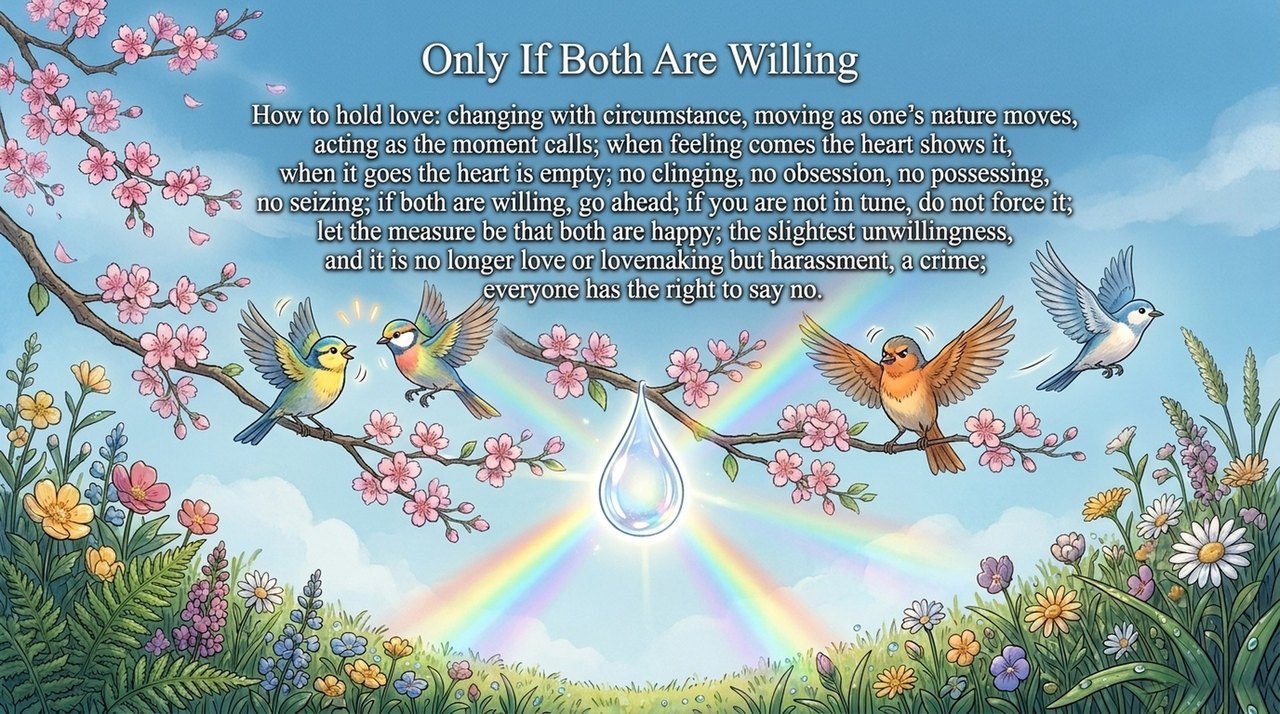 Only If Both Are Willing
How to hold love: changing with circumstance, moving as one’s nature moves,
acting as the moment calls; when feeling comes the heart shows it,
when it goes the heart is empty; no clinging, no obsession, no possessing,
no seizing; if both are willing, go ahead; if you are not in tune, do not force it;
let the measure be that both are happy; the slightest unwillingness,
and it is no longer love or lovemaking but harassment, a crime;
everyone has the right to say no.